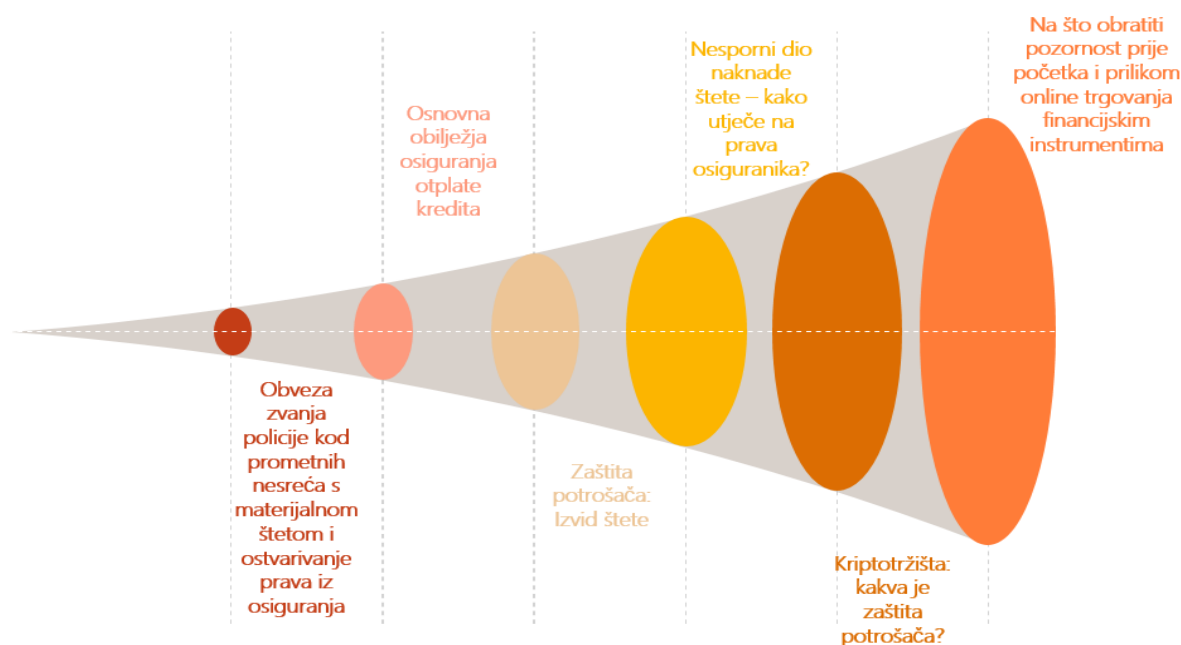 Obveza
zvanja
policije kod
prometnih
nesreća s
materijalnom
štetom i
ostvarivanje
prava iz
osiguranja
Osnovna
obilježja
osiguranja
otplate
kredita
Zaštita
potrošača:
Izvid štete
Nesporni dio
naknade
štete – kako
utječe na
prava
osiguranika?
Kriptotržišta:
kakva je
zaštita
potrošača?
Na što obratiti
pozornost prije
početka i prilikom
online trgovanja
financijskim
instrumentima